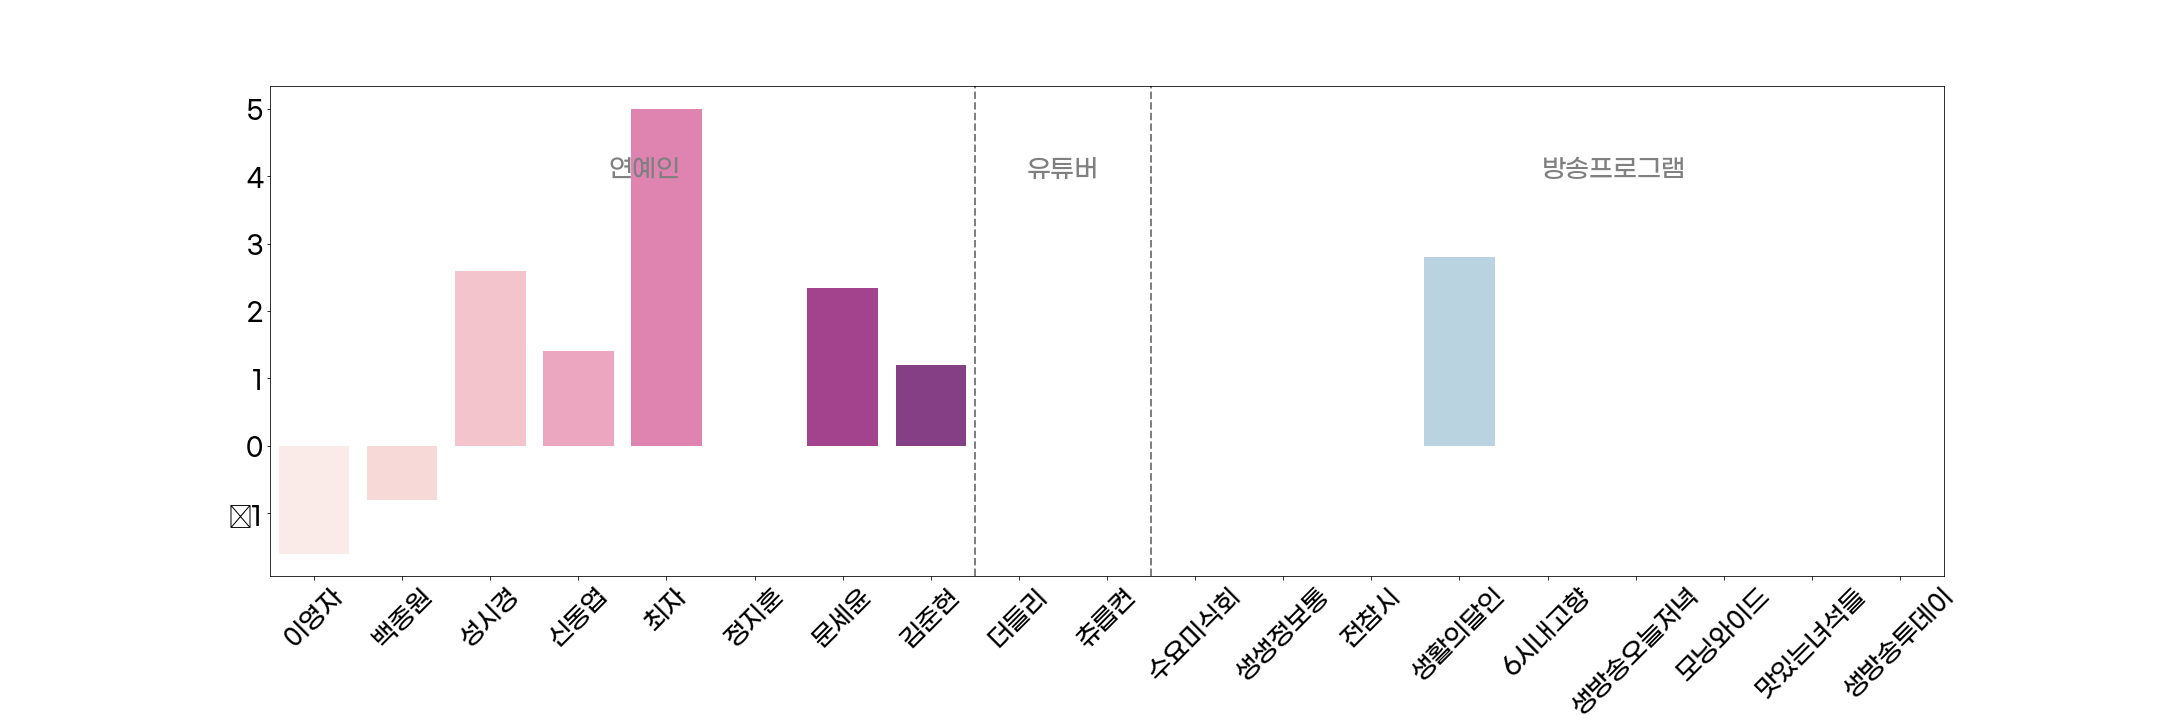 5
4
3
2
1
0
1
연예인
유튜버
방송프로그램
이영자
백종원
성시경
신동엽
최자
정지훈
문세윤
김준현
더들리
츄릅켠
수요미식회
생생정보통
전참시
생활의달인
6시내고향
생방송오늘저녁
모닝와이드
맛있는녀석들
생방송투데이